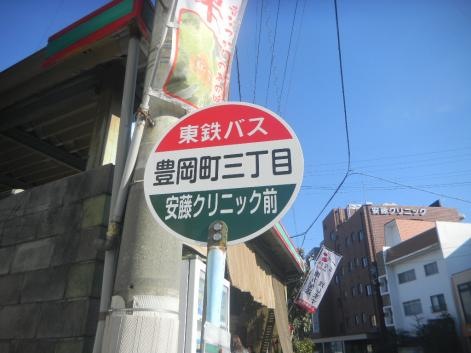 東鉄バス
豊岡町三丁目
安藤クリニック前
安藤クリニック